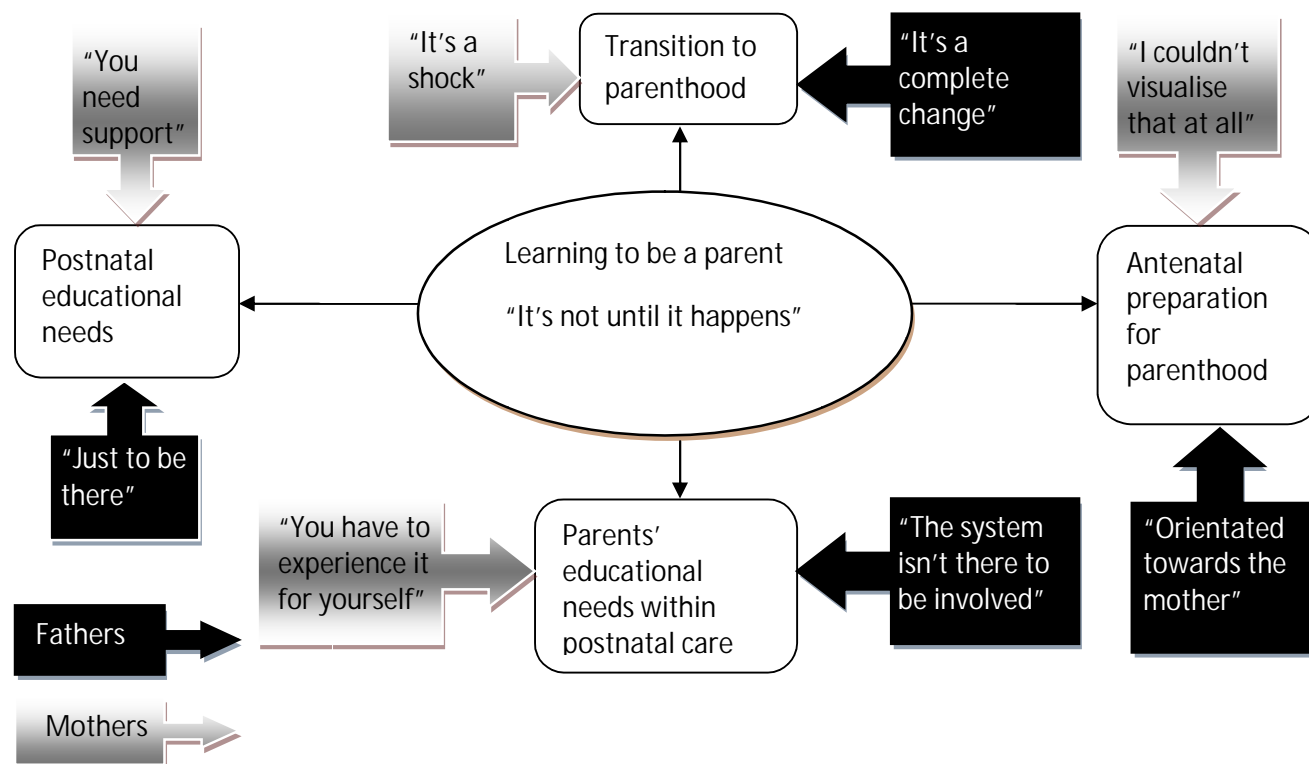 “You
need
support”
“It’s a
shock”
Transition to
parenthood
“It’s a
complete
change”
“I couldn’t
visualise
that at all”
Postnatal
educational
needs
Learning to be a parent
“It’s not until it happens”
Antenatal
preparation
for
parenthood
“Just to be
there”
“You have to
experience it
for yourself”
Parents’
educational
needs within
postnatal care
“The system
isn’t there to
be involved”
“Orientated
towards the
mother”
Fathers
Mothers